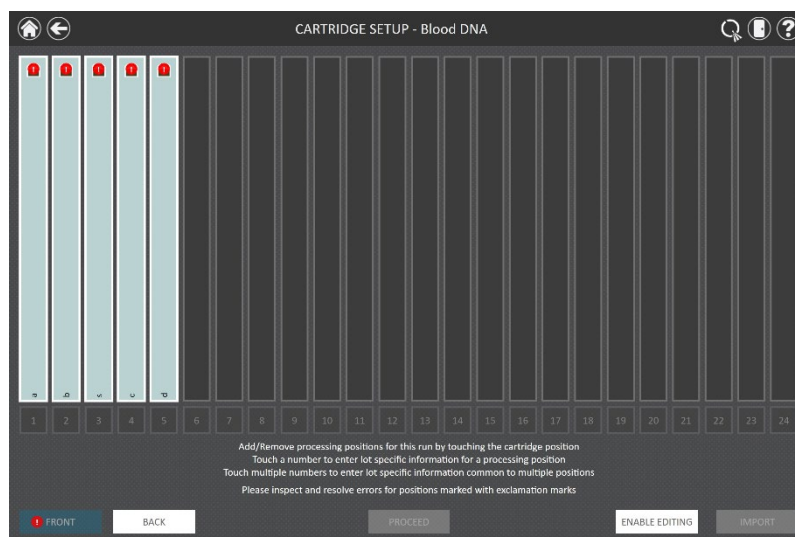 CARTRIDGE SETUP - Blood DNA
?
! ! ! ! !
a b s c d
1 2 3 4 5 6 7 8 9 10 11 12 13 14 15 16 17 18 19 20 21 22 23 24
Add/Remove processing positions for this run by touching the cartridge position
Touch a number to enter lot specific information for a processing position
Touch multiple numbers to enter lot specific information common to multiple positions
Please inspect and resolve errors for positions marked with exclamation marks
! FRONT BACK PROCEED ENABLE EDITING IMPORT